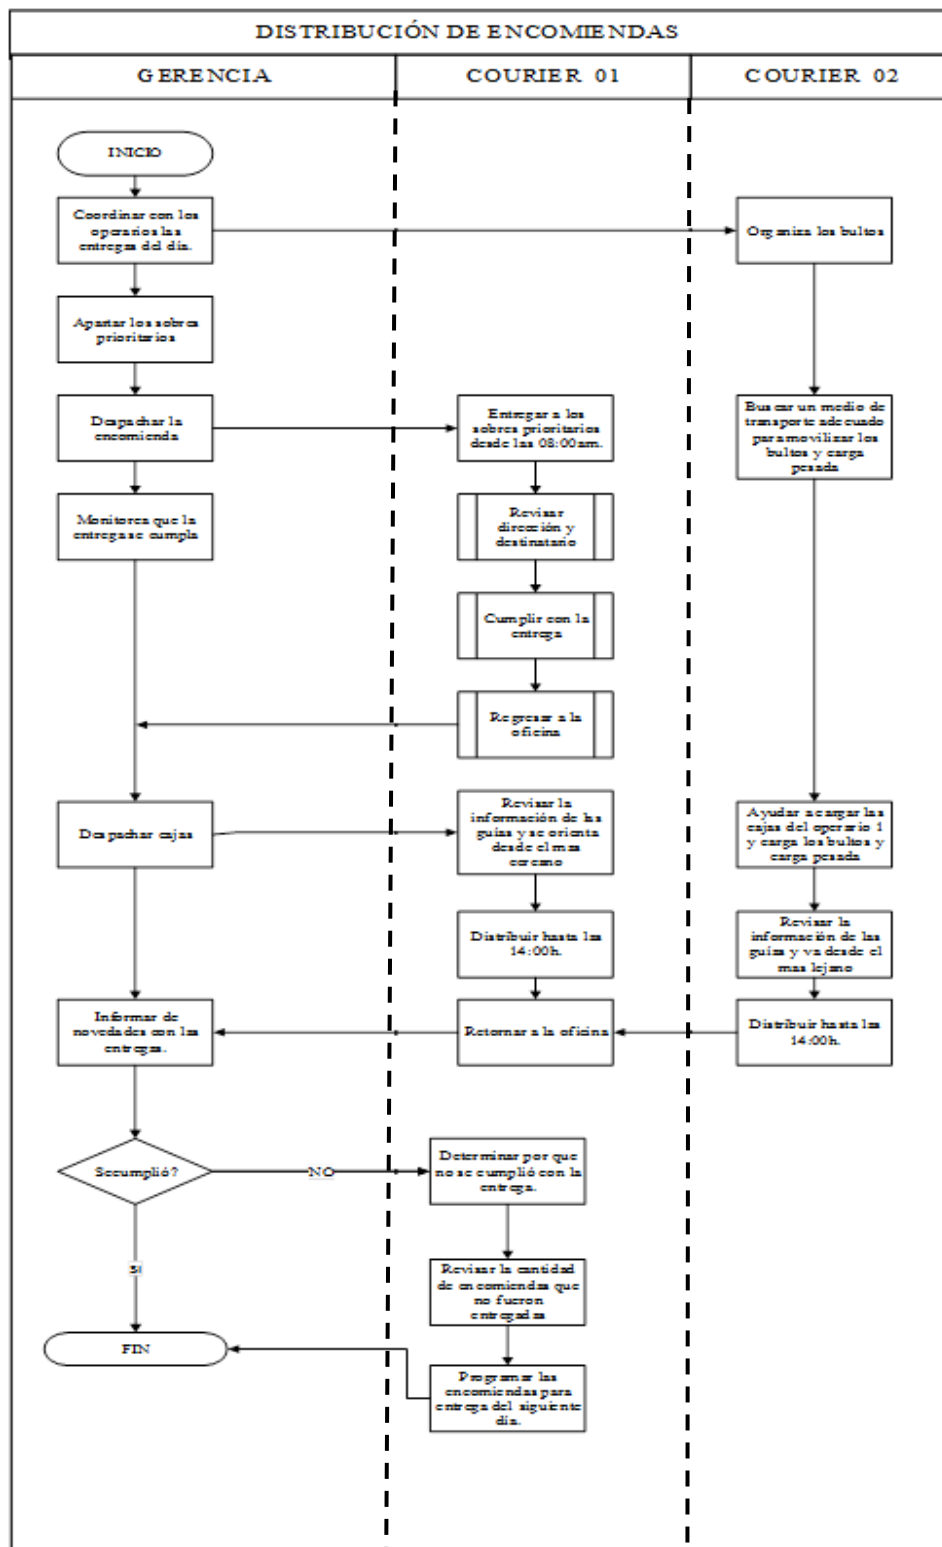 DISTRIBUCIÓN DE ENCOMIENDAS
GERENCIA
COURIER 01
COURIER 02
INICIO
Coordinar con los
operarios las
entregas del día.
Organiza los bultos
Apartar los sobres
prioritarios
Despachar la
encomienda
Entregar a los
sobres prioritarios
desde las 08:00am.
Buscar un medio de
transporte adecuado
para movilizar los
bultos y carga
pesada
Monitorea que la
entrega se cumpla
Revisar
dirección y
destinatario
Cumplir con la
entrega
Regresar a la
oficina
Despachar cajas
Revisar la
información de las
guías y se orienta
desde el mas
cercano
Ayudar a cargar las
cajas del operario 1
y carga los bultos y
carga pesada
Distribuir hasta las
14:00h.
Revisar la
información de las
guías y va desde el
mas lejano
Informar de
novedades con las
entregas.
Retornar a la oficina
Distribuir hasta las
14:00h.
Se cumplió?
NO
Determinar por que
no se cumplió con la
entrega.
SI
Revisar la cantidad
de encomiendas que
no fueron
entregadas
FIN
Programar las
encomiendas para
entrega del siguiente
día.